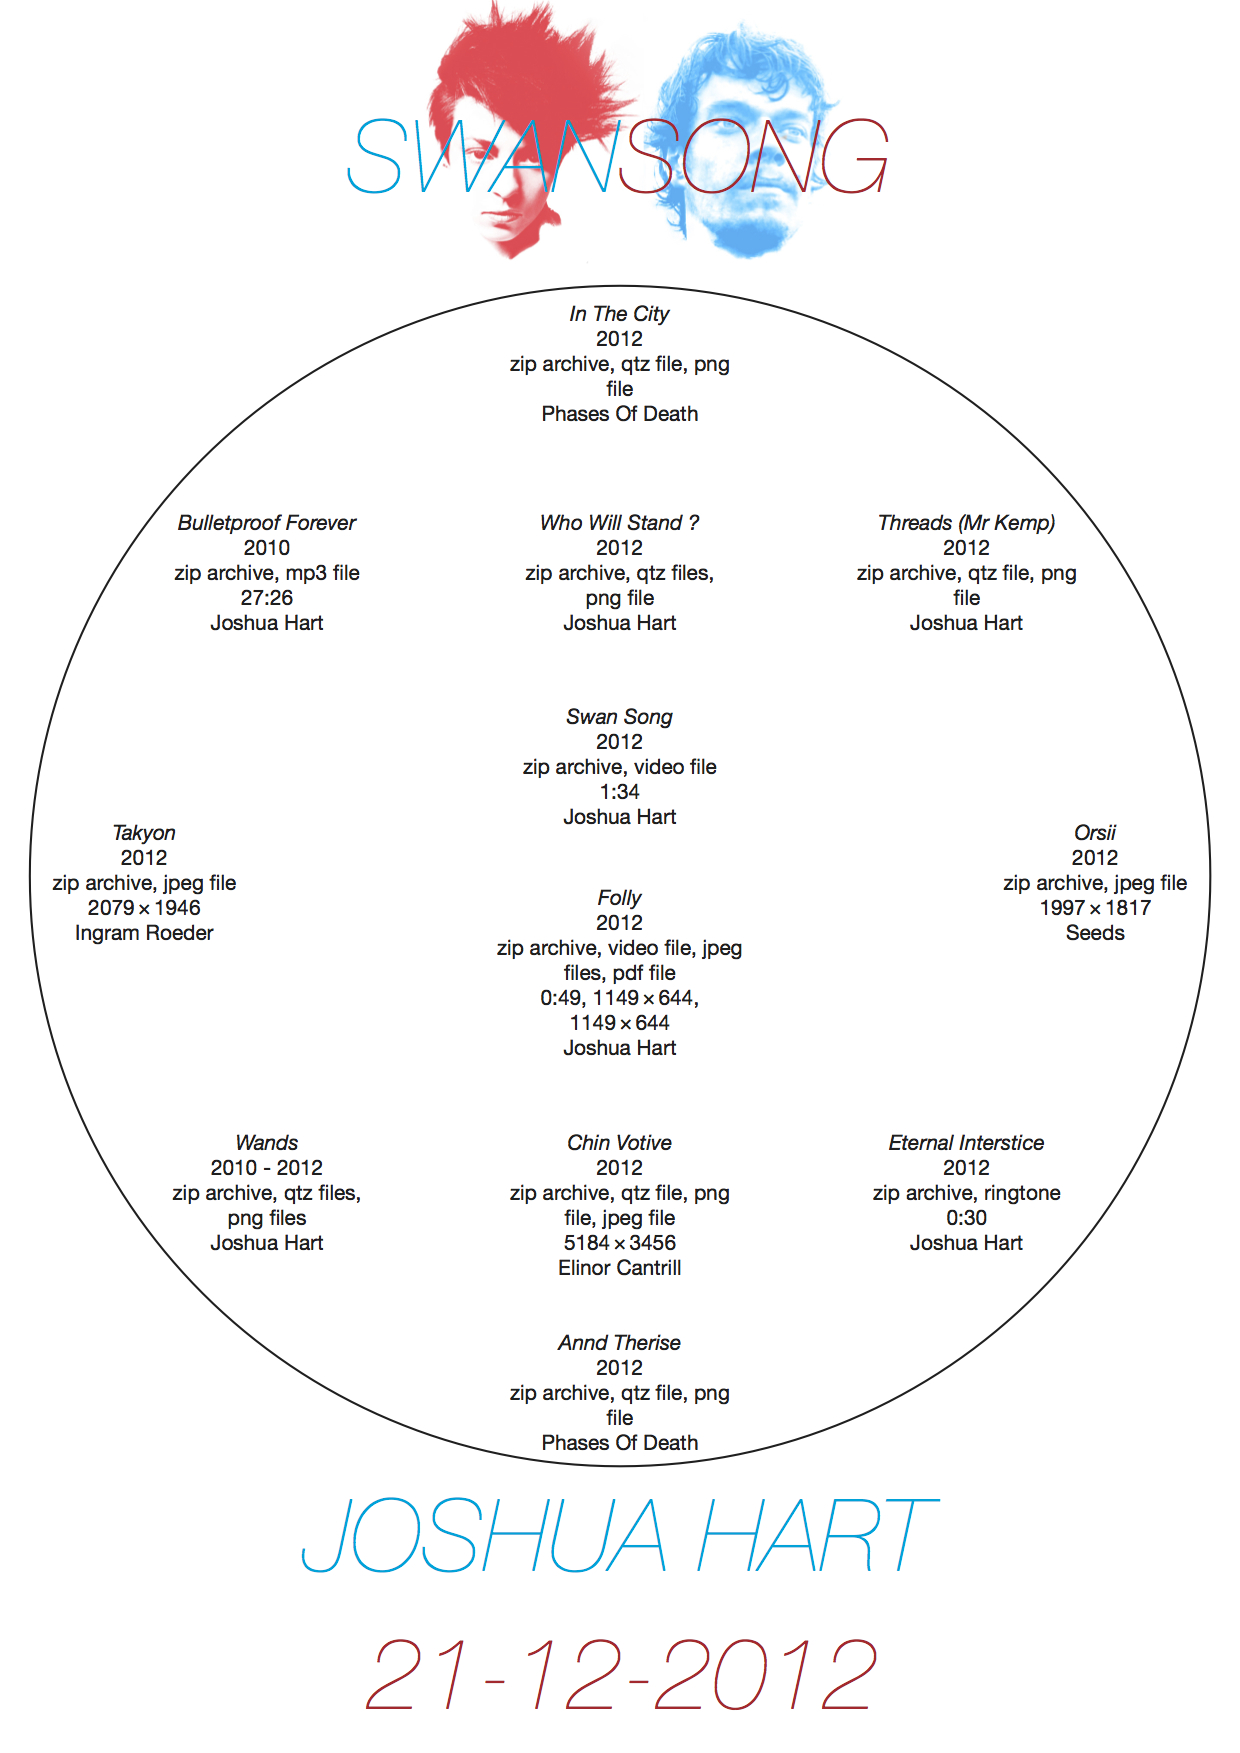 SWANSONG
In The City
2012
zip archive, qtz file, png
file
Phases Of Death
Bulletproof Forever
2010
zip archive, mp3 file
27:26
Joshua Hart
Who Will Stand ?
2012
zip archive, qtz files,
png file
Joshua Hart
Threads (Mr Kemp)
2012
zip archive, qtz file, png
file
Joshua Hart
Swan Song
2012
zip archive, video file
1:34
Joshua Hart
Takyon
2012
zip archive, jpeg file
2079 × 1946
Ingram Roeder
Folly
2012
zip archive, video file, jpeg
files, pdf file
0:49, 1149 × 644,
1149 × 644
Joshua Hart
Orsii
2012
zip archive, jpeg file
1997 × 1817
Seeds
Wands
2010 - 2012
zip archive, qtz files,
png files
Joshua Hart
Chin Votive
2012
zip archive, qtz file, png
file, jpeg file
5184 × 3456
Elinor Cantrill
Eternal Interstice
2012
zip archive, ringtone
0:30
Joshua Hart
Annd Therise
2012
zip archive, qtz file, png
file
Phases Of Death
JOSHUA HART
21-12-2012